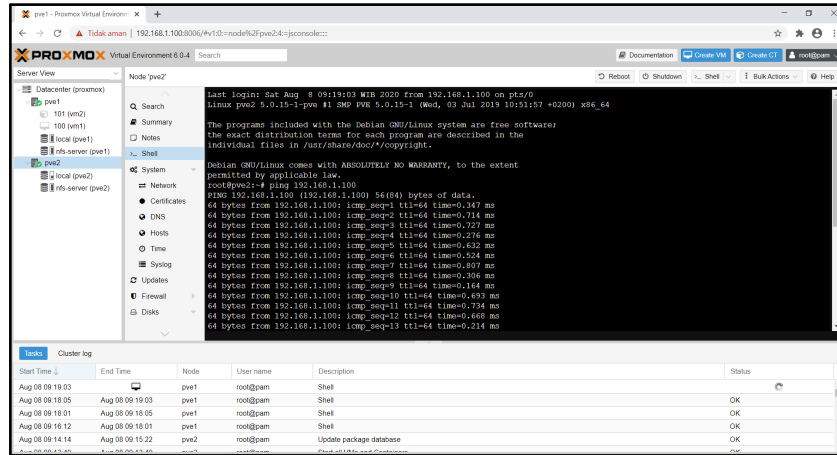 pve1 - Proxmox Virtual Environm
Tidak aman | 192.168.1.100:8006/#v1:0:=node%2Fpve2:4:=jsconsole::::
PROXMOX Virtual Environment 6.0-4 Search Documentation Create VM Create CT root@pam
Server View Node 'pve2' Reboot Shutdown Shell Bulk Actions Help
Datacenter (proxmox)
pve1
101 (vm2)
100 (vm1)
local (pve1)
nfs-server (pve1)
pve2
local (pve2)
nfs-server (pve2)
Search
Summary
Notes
Shell
System
Network
Certificates
DNS
Hosts
Time
Syslog
Updates
Firewall
Disks
Last login: Sat Aug  8 09:19:03 WIB 2020 from 192.168.1.100 on pts/0
Linux pve2 5.0.15-1-pve #1 SMP PVE 5.0.15-1 (Wed, 03 Jul 2019 10:51:57 +0200) x86_64
The programs included with the Debian GNU/Linux system are free software;
the exact distribution terms for each program are described in the
individual files in /usr/share/doc/*/copyright.
Debian GNU/Linux comes with ABSOLUTELY NO WARRANTY, to the extent
permitted by applicable law.
root@pve2:~# ping 192.168.1.100
PING 192.168.1.100 (192.168.1.100) 56(84) bytes of data.
64 bytes from 192.168.1.100: icmp_seq=1 ttl=64 time=0.347 ms
64 bytes from 192.168.1.100: icmp_seq=2 ttl=64 time=0.714 ms
64 bytes from 192.168.1.100: icmp_seq=3 ttl=64 time=0.727 ms
64 bytes from 192.168.1.100: icmp_seq=4 ttl=64 time=0.276 ms
64 bytes from 192.168.1.100: icmp_seq=5 ttl=64 time=0.632 ms
64 bytes from 192.168.1.100: icmp_seq=6 ttl=64 time=0.524 ms
64 bytes from 192.168.1.100: icmp_seq=7 ttl=64 time=0.807 ms
64 bytes from 192.168.1.100: icmp_seq=8 ttl=64 time=0.306 ms
64 bytes from 192.168.1.100: icmp_seq=9 ttl=64 time=0.164 ms
64 bytes from 192.168.1.100: icmp_seq=10 ttl=64 time=0.693 ms
64 bytes from 192.168.1.100: icmp_seq=11 ttl=64 time=0.734 ms
64 bytes from 192.168.1.100: icmp_seq=12 ttl=64 time=0.668 ms
64 bytes from 192.168.1.100: icmp_seq=13 ttl=64 time=0.214 ms
Tasks Cluster log
Start Time End Time Node User name Description Status
Aug 08 09:19:03 pve1 root@pam Shell
Aug 08 09:18:05 Aug 08 09:19:03 pve1 root@pam Shell OK
Aug 08 09:18:01 Aug 08 09:18:05 pve1 root@pam Shell OK
Aug 08 09:16:12 Aug 08 09:18:01 pve1 root@pam Shell OK
Aug 08 09:14:14 Aug 08 09:15:22 pve2 root@pam Update package database OK